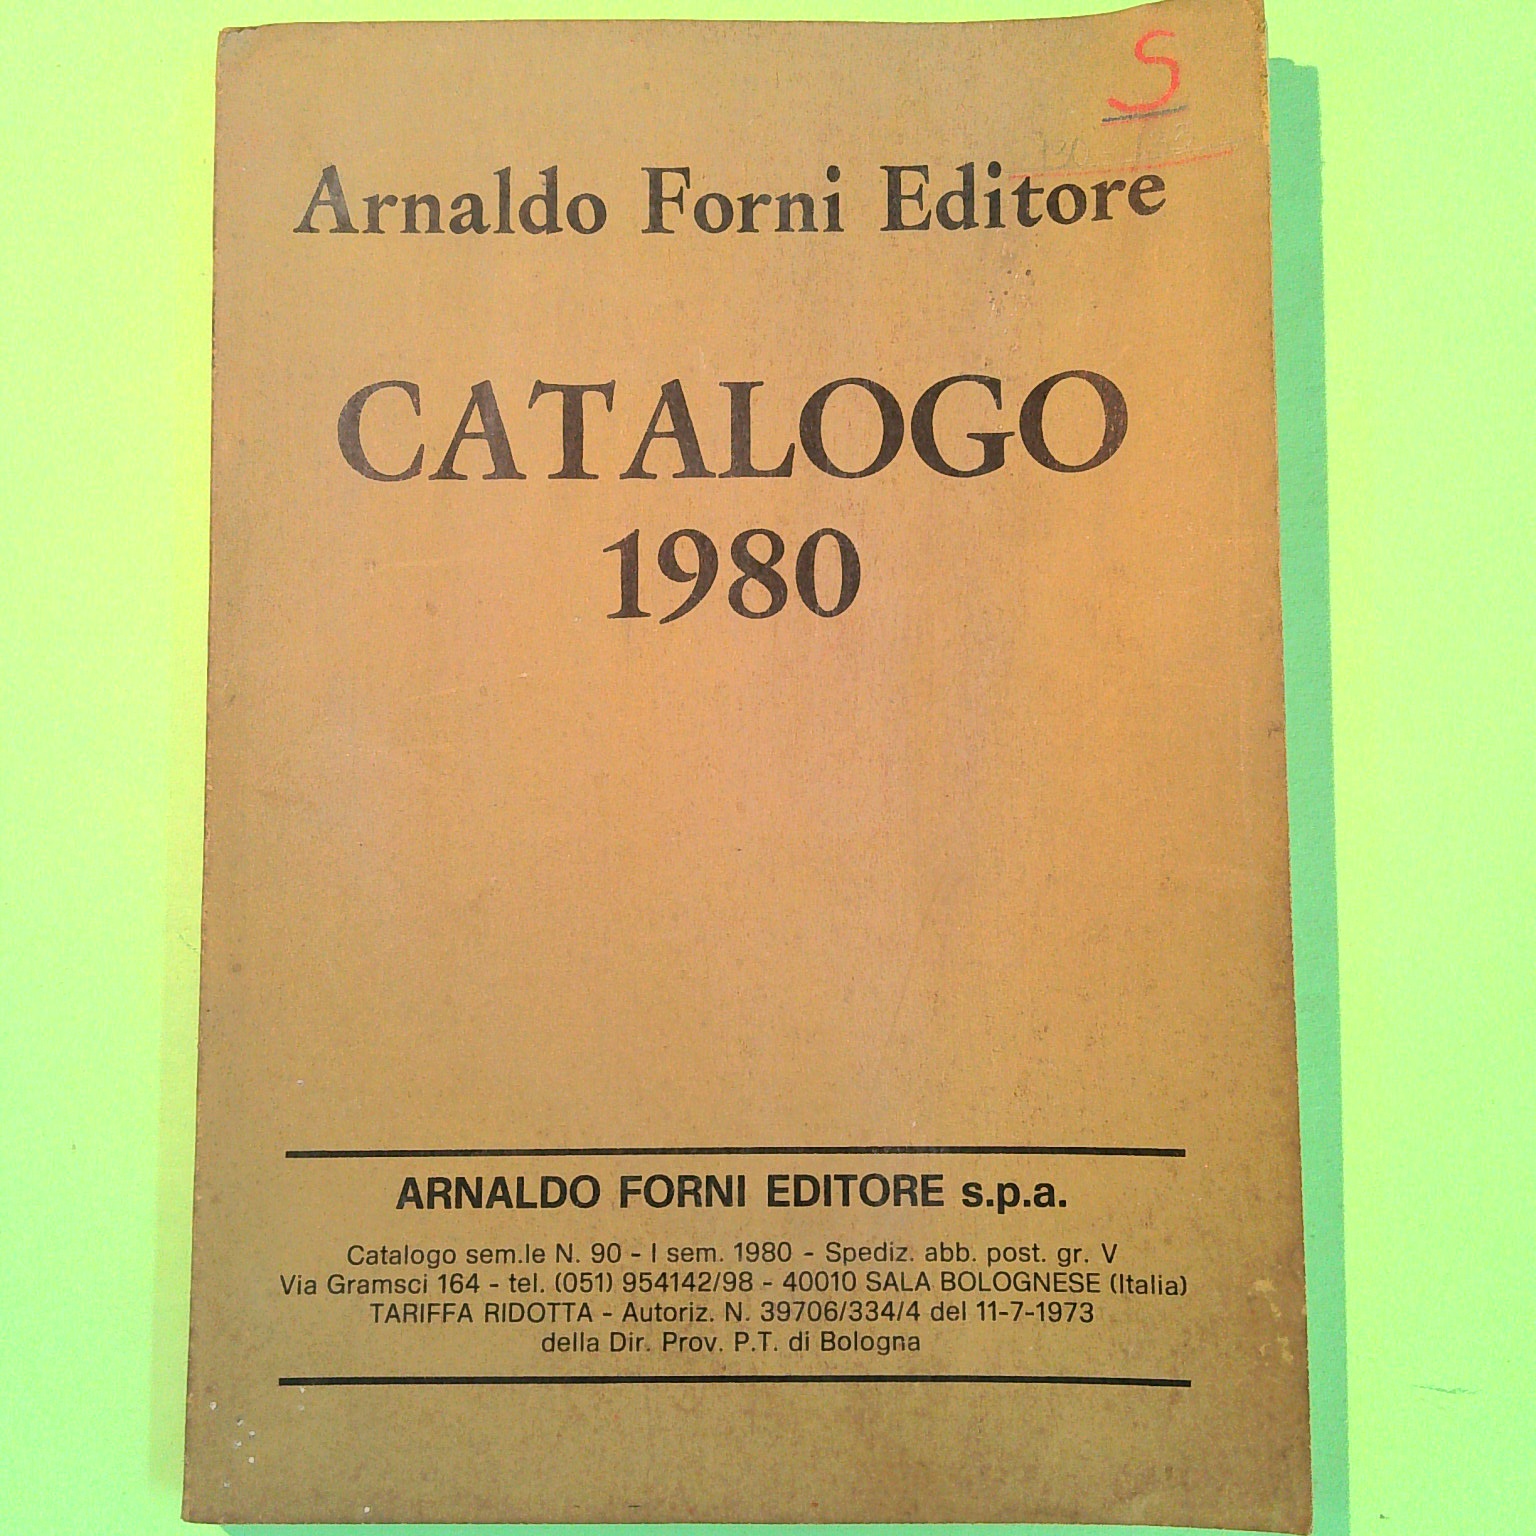 S
Arnaldo Forni Editore
CATALOGO
1980
ARNALDO FORNI EDITORE s.p.a.
Catalogo sem.le N. 90 - I sem. 1980 - Spediz. abb. post. gr. V
Via Gramsci 164 - tel. (051) 954142/98 - 40010 SALA BOLOGNESE (Italia)
TARIFFA RIDOTTA - Autoriz. N. 39706/334/4 del 11-7-1973
della Dir. Prov. P.T. di Bologna